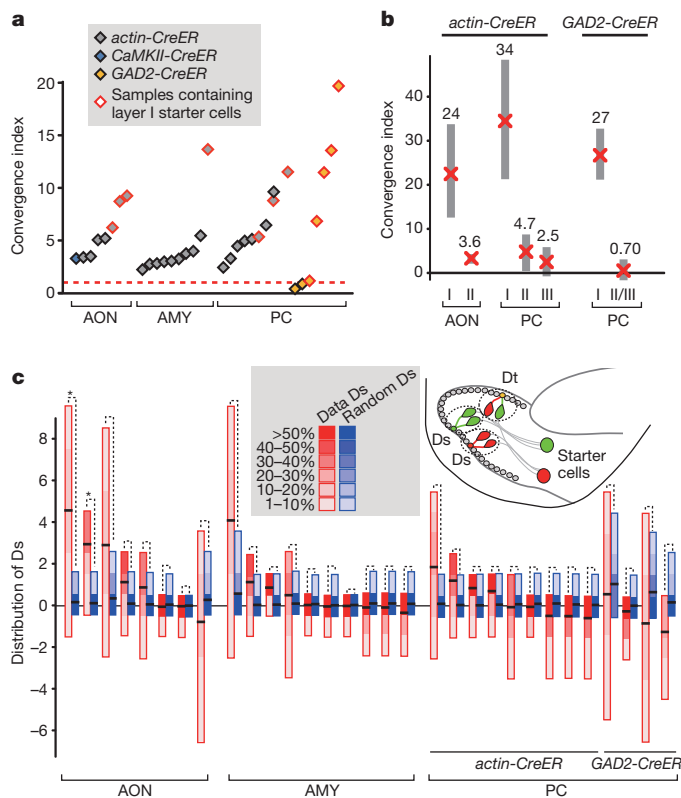 a
actin-CreER
CaMKII-CreER
GAD2-CreER
Samples containing
layer I starter cells
Convergence index
20
15
10
5
0
AON
AMY
PC
b
actin-CreER
GAD2-CreER
Convergence index
50
40
30
20
10
0
24
3.6
34
4.7
2.5
27
0.70
I
II
I
II
III
I
II/III
AON
PC
PC
c
Distribution of Ds
8
6
4
2
0
−2
−4
−6
*
*
Data Ds
Random Ds
>50%
40–50%
30–40%
20–30%
10–20%
1–10%
Dt
Ds
Ds
Starter
cells
actin-CreER
GAD2-CreER
AON
AMY
PC